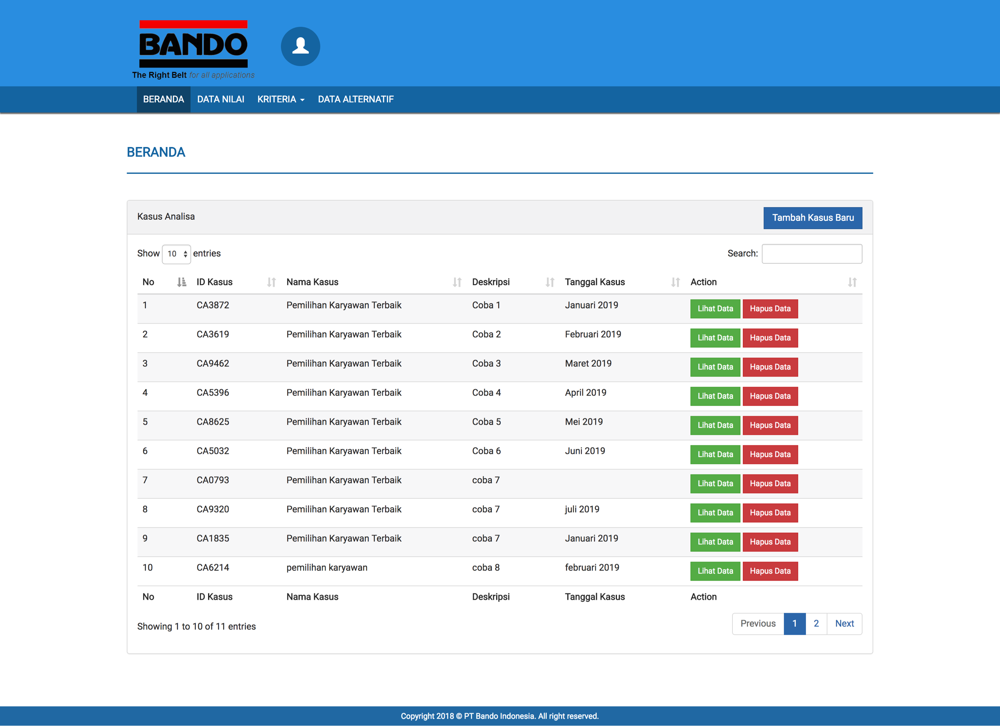 BANDO
The Right Belt for all applications
BERANDA DATA NILAI KRITERIA DATA ALTERNATIF
BERANDA
Kasus Analisa Tambah Kasus Baru
Show 10 entries Search:
No ID Kasus Nama Kasus Deskripsi Tanggal Kasus Action
1 CA3872 Pemilihan Karyawan Terbaik Coba 1 Januari 2019 Lihat Data Hapus Data
2 CA3619 Pemilihan Karyawan Terbaik Coba 2 Februari 2019 Lihat Data Hapus Data
3 CA9462 Pemilihan Karyawan Terbaik Coba 3 Maret 2019 Lihat Data Hapus Data
4 CA5396 Pemilihan Karyawan Terbaik Coba 4 April 2019 Lihat Data Hapus Data
5 CA8625 Pemilihan Karyawan Terbaik Coba 5 Mei 2019 Lihat Data Hapus Data
6 CA5032 Pemilihan Karyawan Terbaik Coba 6 Juni 2019 Lihat Data Hapus Data
7 CA0793 Pemilihan Karyawan Terbaik coba 7 Lihat Data Hapus Data
8 CA9320 Pemilihan Karyawan Terbaik coba 7 juli 2019 Lihat Data Hapus Data
9 CA1835 Pemilihan Karyawan Terbaik coba 7 Januari 2019 Lihat Data Hapus Data
10 CA6214 pemilihan karyawan coba 8 februari 2019 Lihat Data Hapus Data
No ID Kasus Nama Kasus Deskripsi Tanggal Kasus Action
Showing 1 to 10 of 11 entries Previous 1 2 Next
Copyright 2018 © PT Bando Indonesia. All right reserved.